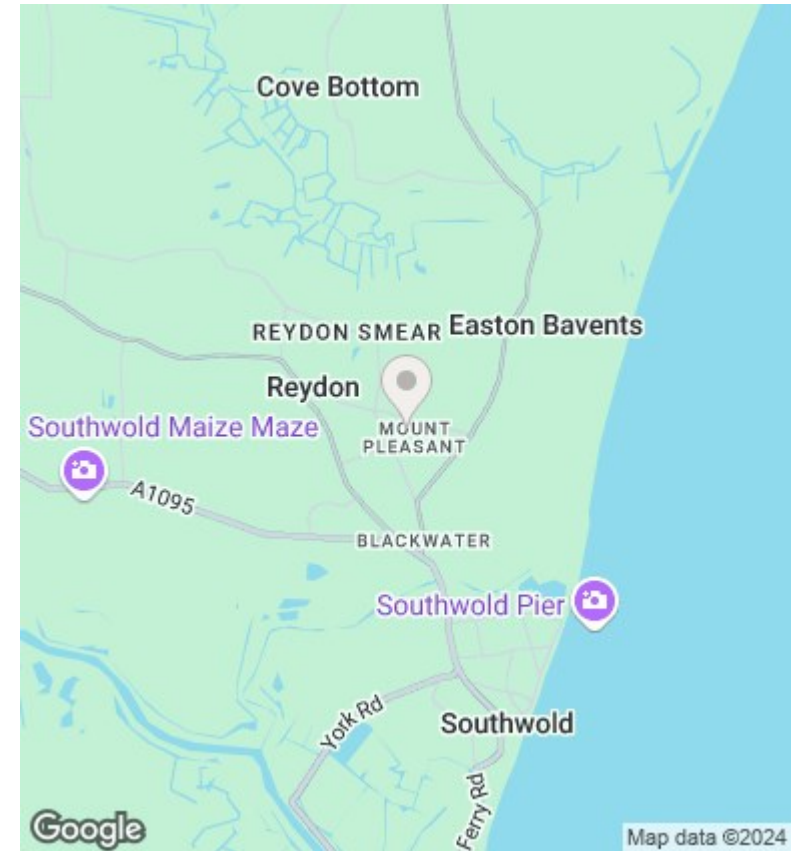 Cove Bottom
REYDON SMEAR
Easton Bavents
Reydon
MOUNT
PLEASANT
Southwold Maize Maze
A1095
BLACKWATER
Southwold Pier
York Rd
Southwold
Ferry Rd
Google
Map data ©2024